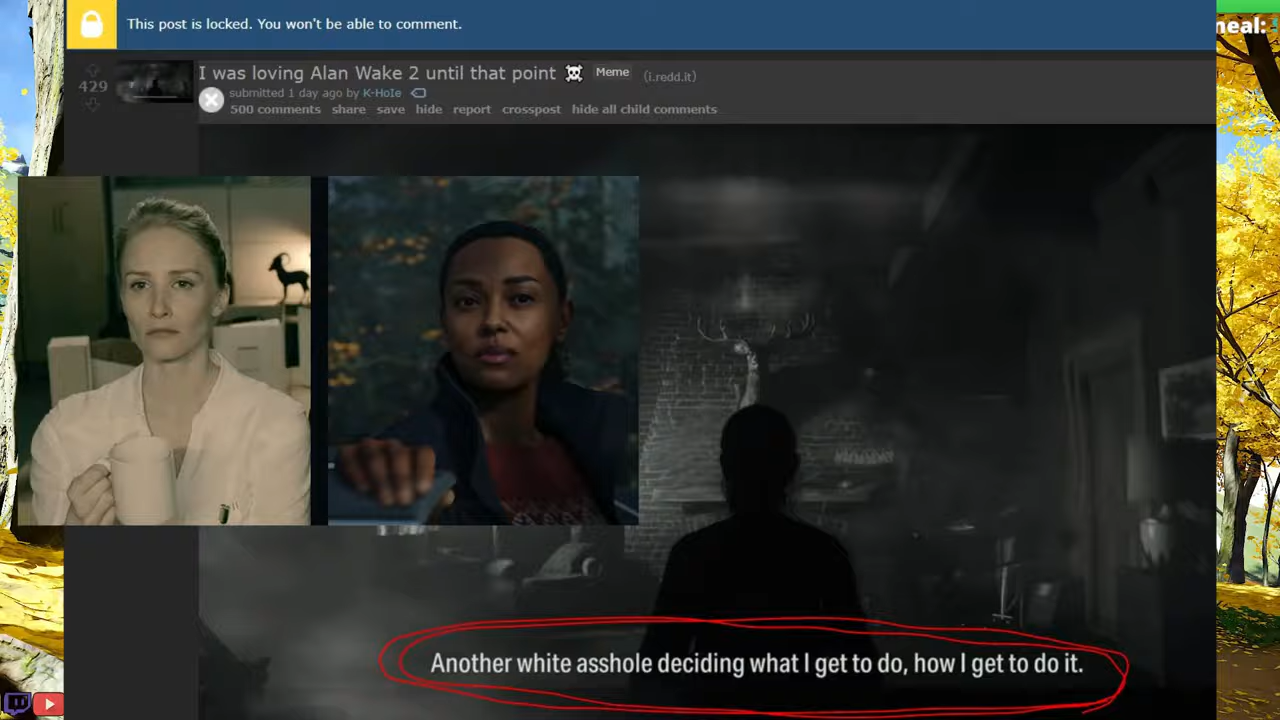 This post is locked. You won't be able to comment.
neal:
429
I was loving Alan Wake 2 until that point Meme (i.redd.it)
submitted 1 day ago by K-HoIe
500 comments share save hide report crosspost hide all child comments
Another white asshole deciding what I get to do, how I get to do it.